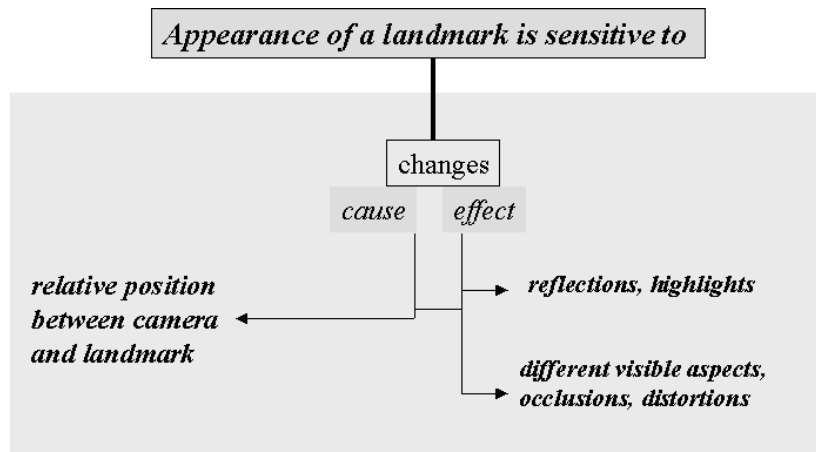 Appearance of a landmark is sensitive to
changes
cause
effect
relative position
between camera
and landmark
reflections, highlights
different visible aspects,
occlusions, distortions